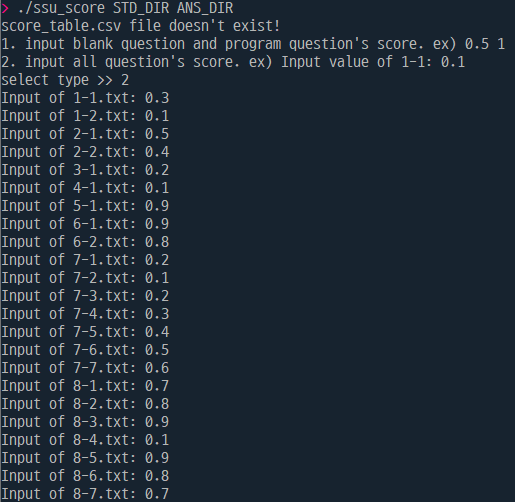 > ./ssu_score STD_DIR ANS_DIR
score_table.csv file doesn't exist!
1. input blank question and program question's score. ex) 0.5 1
2. input all question's score. ex) Input value of 1-1: 0.1
select type >> 2
Input of 1-1.txt: 0.3
Input of 1-2.txt: 0.1
Input of 2-1.txt: 0.5
Input of 2-2.txt: 0.4
Input of 3-1.txt: 0.2
Input of 4-1.txt: 0.1
Input of 5-1.txt: 0.9
Input of 6-1.txt: 0.9
Input of 6-2.txt: 0.8
Input of 7-1.txt: 0.2
Input of 7-2.txt: 0.1
Input of 7-3.txt: 0.2
Input of 7-4.txt: 0.3
Input of 7-5.txt: 0.4
Input of 7-6.txt: 0.5
Input of 7-7.txt: 0.6
Input of 8-1.txt: 0.7
Input of 8-2.txt: 0.8
Input of 8-3.txt: 0.9
Input of 8-4.txt: 0.1
Input of 8-5.txt: 0.9
Input of 8-6.txt: 0.8
Input of 8-7.txt: 0.7